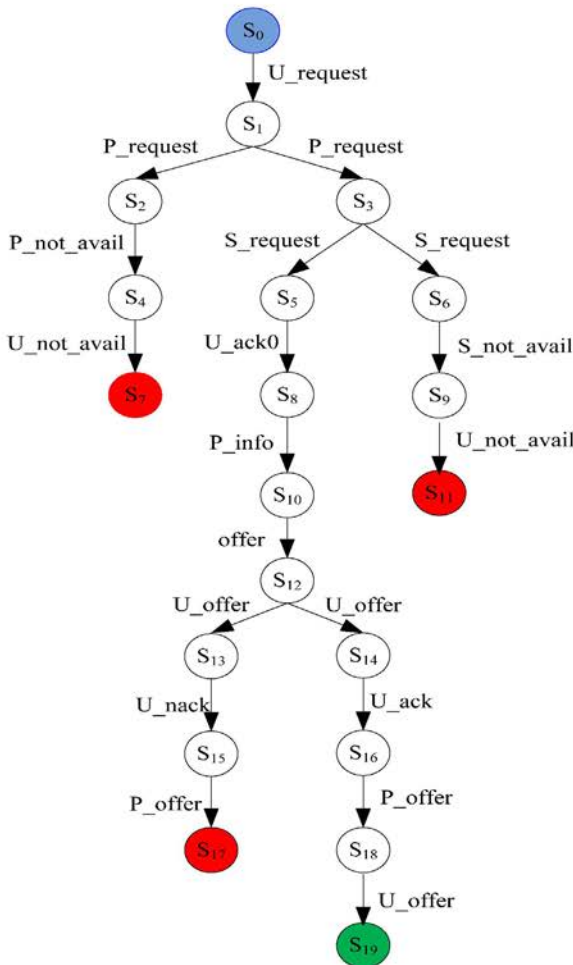 S0
U_request
S1
P_request P_request
S2 S3
P_not_avail S_request S_request
S4 S5 S6
U_not_avail U_ack0 S_not_avail
S7 S8 S9
P_info U_not_avail
S10 S11
offer
S12
U_offer U_offer
S13 S14
U_nack U_ack
S15 S16
P_offer P_offer
S17 S18
U_offer
S19